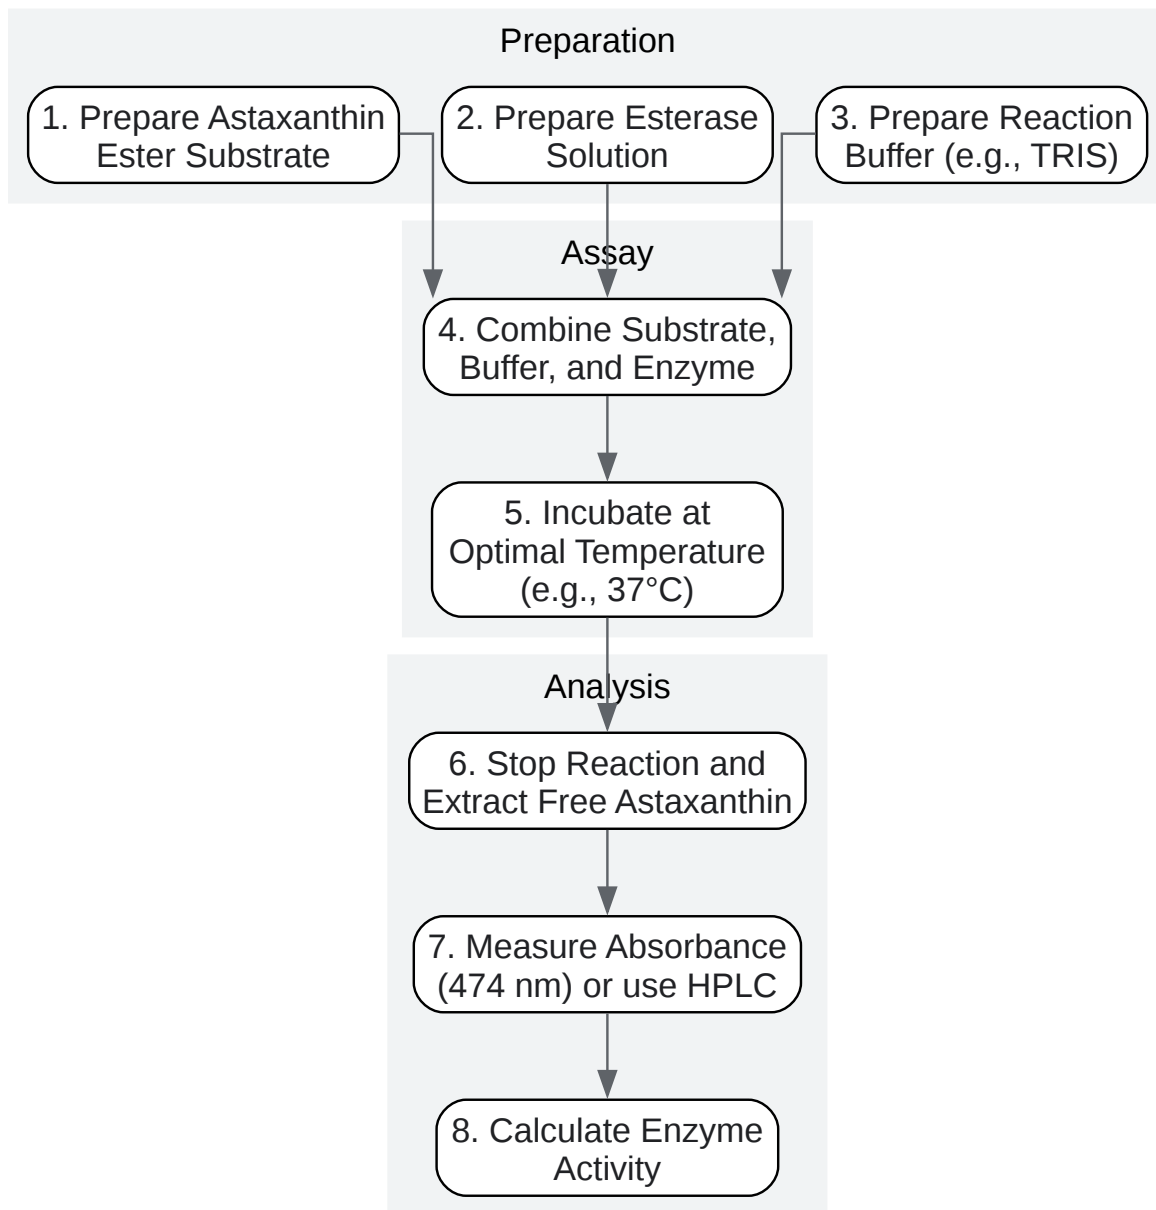 Preparation
1. Prepare Astaxanthin
Ester Substrate
2. Prepare Esterase
Solution
3. Prepare Reaction
Buffer (e.g., TRIS)
Assay
4. Combine Substrate,
Buffer, and Enzyme
5. Incubate at
Optimal Temperature
(e.g., 37°C)
Analysis
6. Stop Reaction and
Extract Free Astaxanthin
7. Measure Absorbance
(474 nm) or use HPLC
8. Calculate Enzyme
Activity